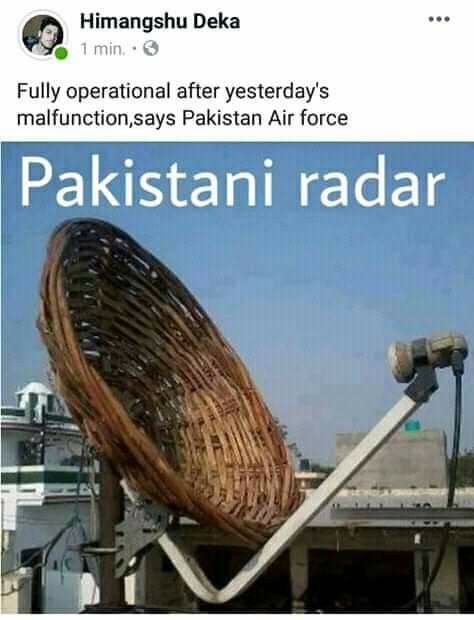 Himangshu Deka
1 min. ·
Fully operational after yesterday's
malfunction,says Pakistan Air force
Pakistani radar